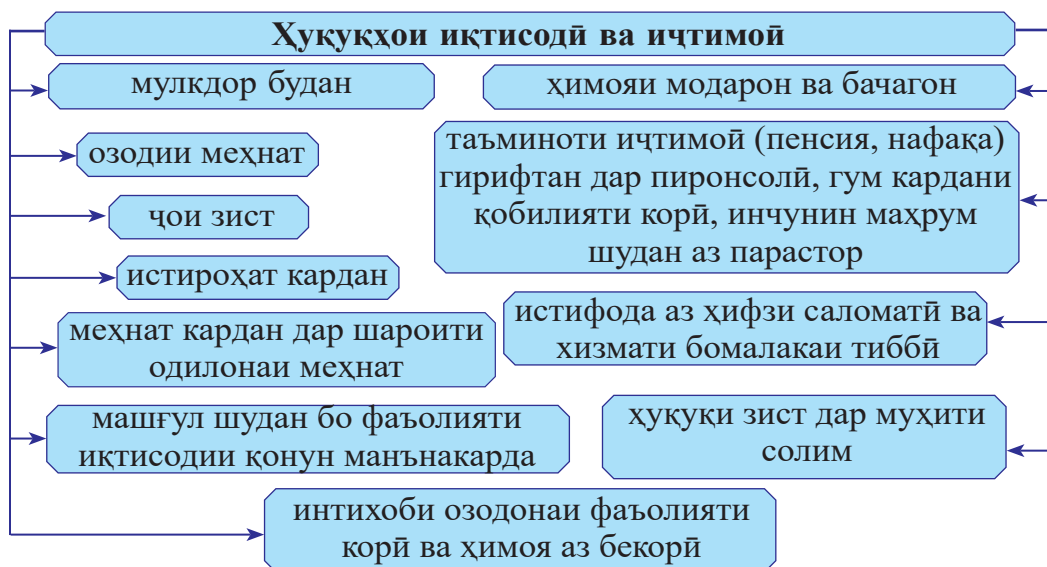 Ҳуқуқҳои иқтисодӣ ва иҷтимоӣ
мулкдор будан
озодии меҳнат
ҷои зист
истироҳат кардан
меҳнат кардан дар шароити
одилонаи меҳнат
машғул шудан бо фаъолияти
иқтисодии қонун манънакарда
интихоби озодонаи фаъолияти
корӣ ва ҳимоя аз бекорӣ
ҳимояи модарон ва бачагон
таъминоти иҷтимоӣ (пенсия, нафақа)
гирифтан дар пиронсолӣ, гум кардани
қобилияти корӣ, инчунин маҳрум
шудан аз парастор
истифода аз ҳифзи саломатӣ ва
хизмати бомалакаи тиббӣ
ҳуқуқи зист дар муҳити
солим